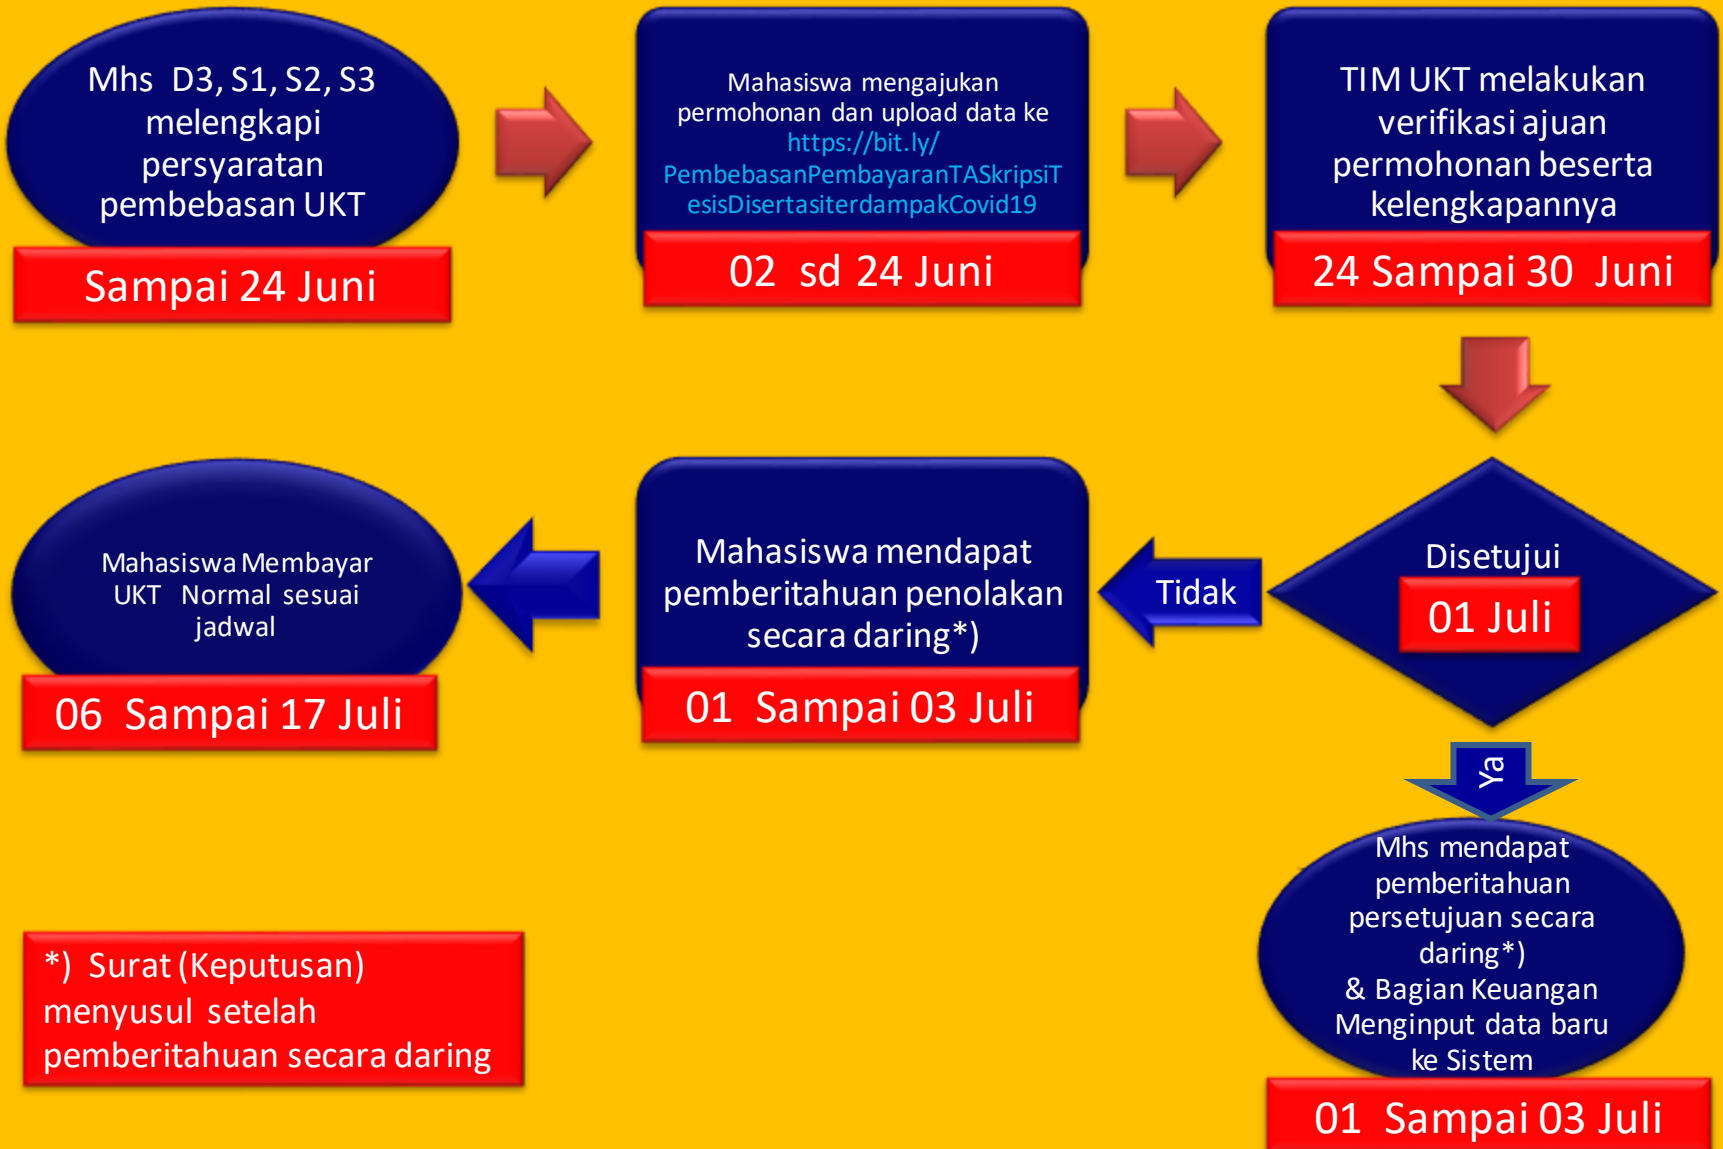 Mhs D3, S1, S2, S3
melengkapi
persyaratan
pembebasan UKT
Sampai 24 Juni
Mahasiswa mengajukan
permohonan dan upload data ke
https://bit.ly/
PembebasanPembayaranTASkripsiT
esisDisertasiterdampakCovid19
02 sd 24 Juni
TIM UKT melakukan
verifikasi ajuan
permohonan beserta
kelengkapannya
24 Sampai 30 Juni
Disetujui
01 Juli
Tidak
Mahasiswa mendapat
pemberitahuan penolakan
secara daring*)
01 Sampai 03 Juli
Mahasiswa Membayar
UKT Normal sesuai
jadwal
06 Sampai 17 Juli
Ya
Mhs mendapat
pemberitahuan
persetujuan secara
daring*)
& Bagian Keuangan
Menginput data baru
ke Sistem
01 Sampai 03 Juli
*) Surat (Keputusan)
menyusul setelah
pemberitahuan secara daring